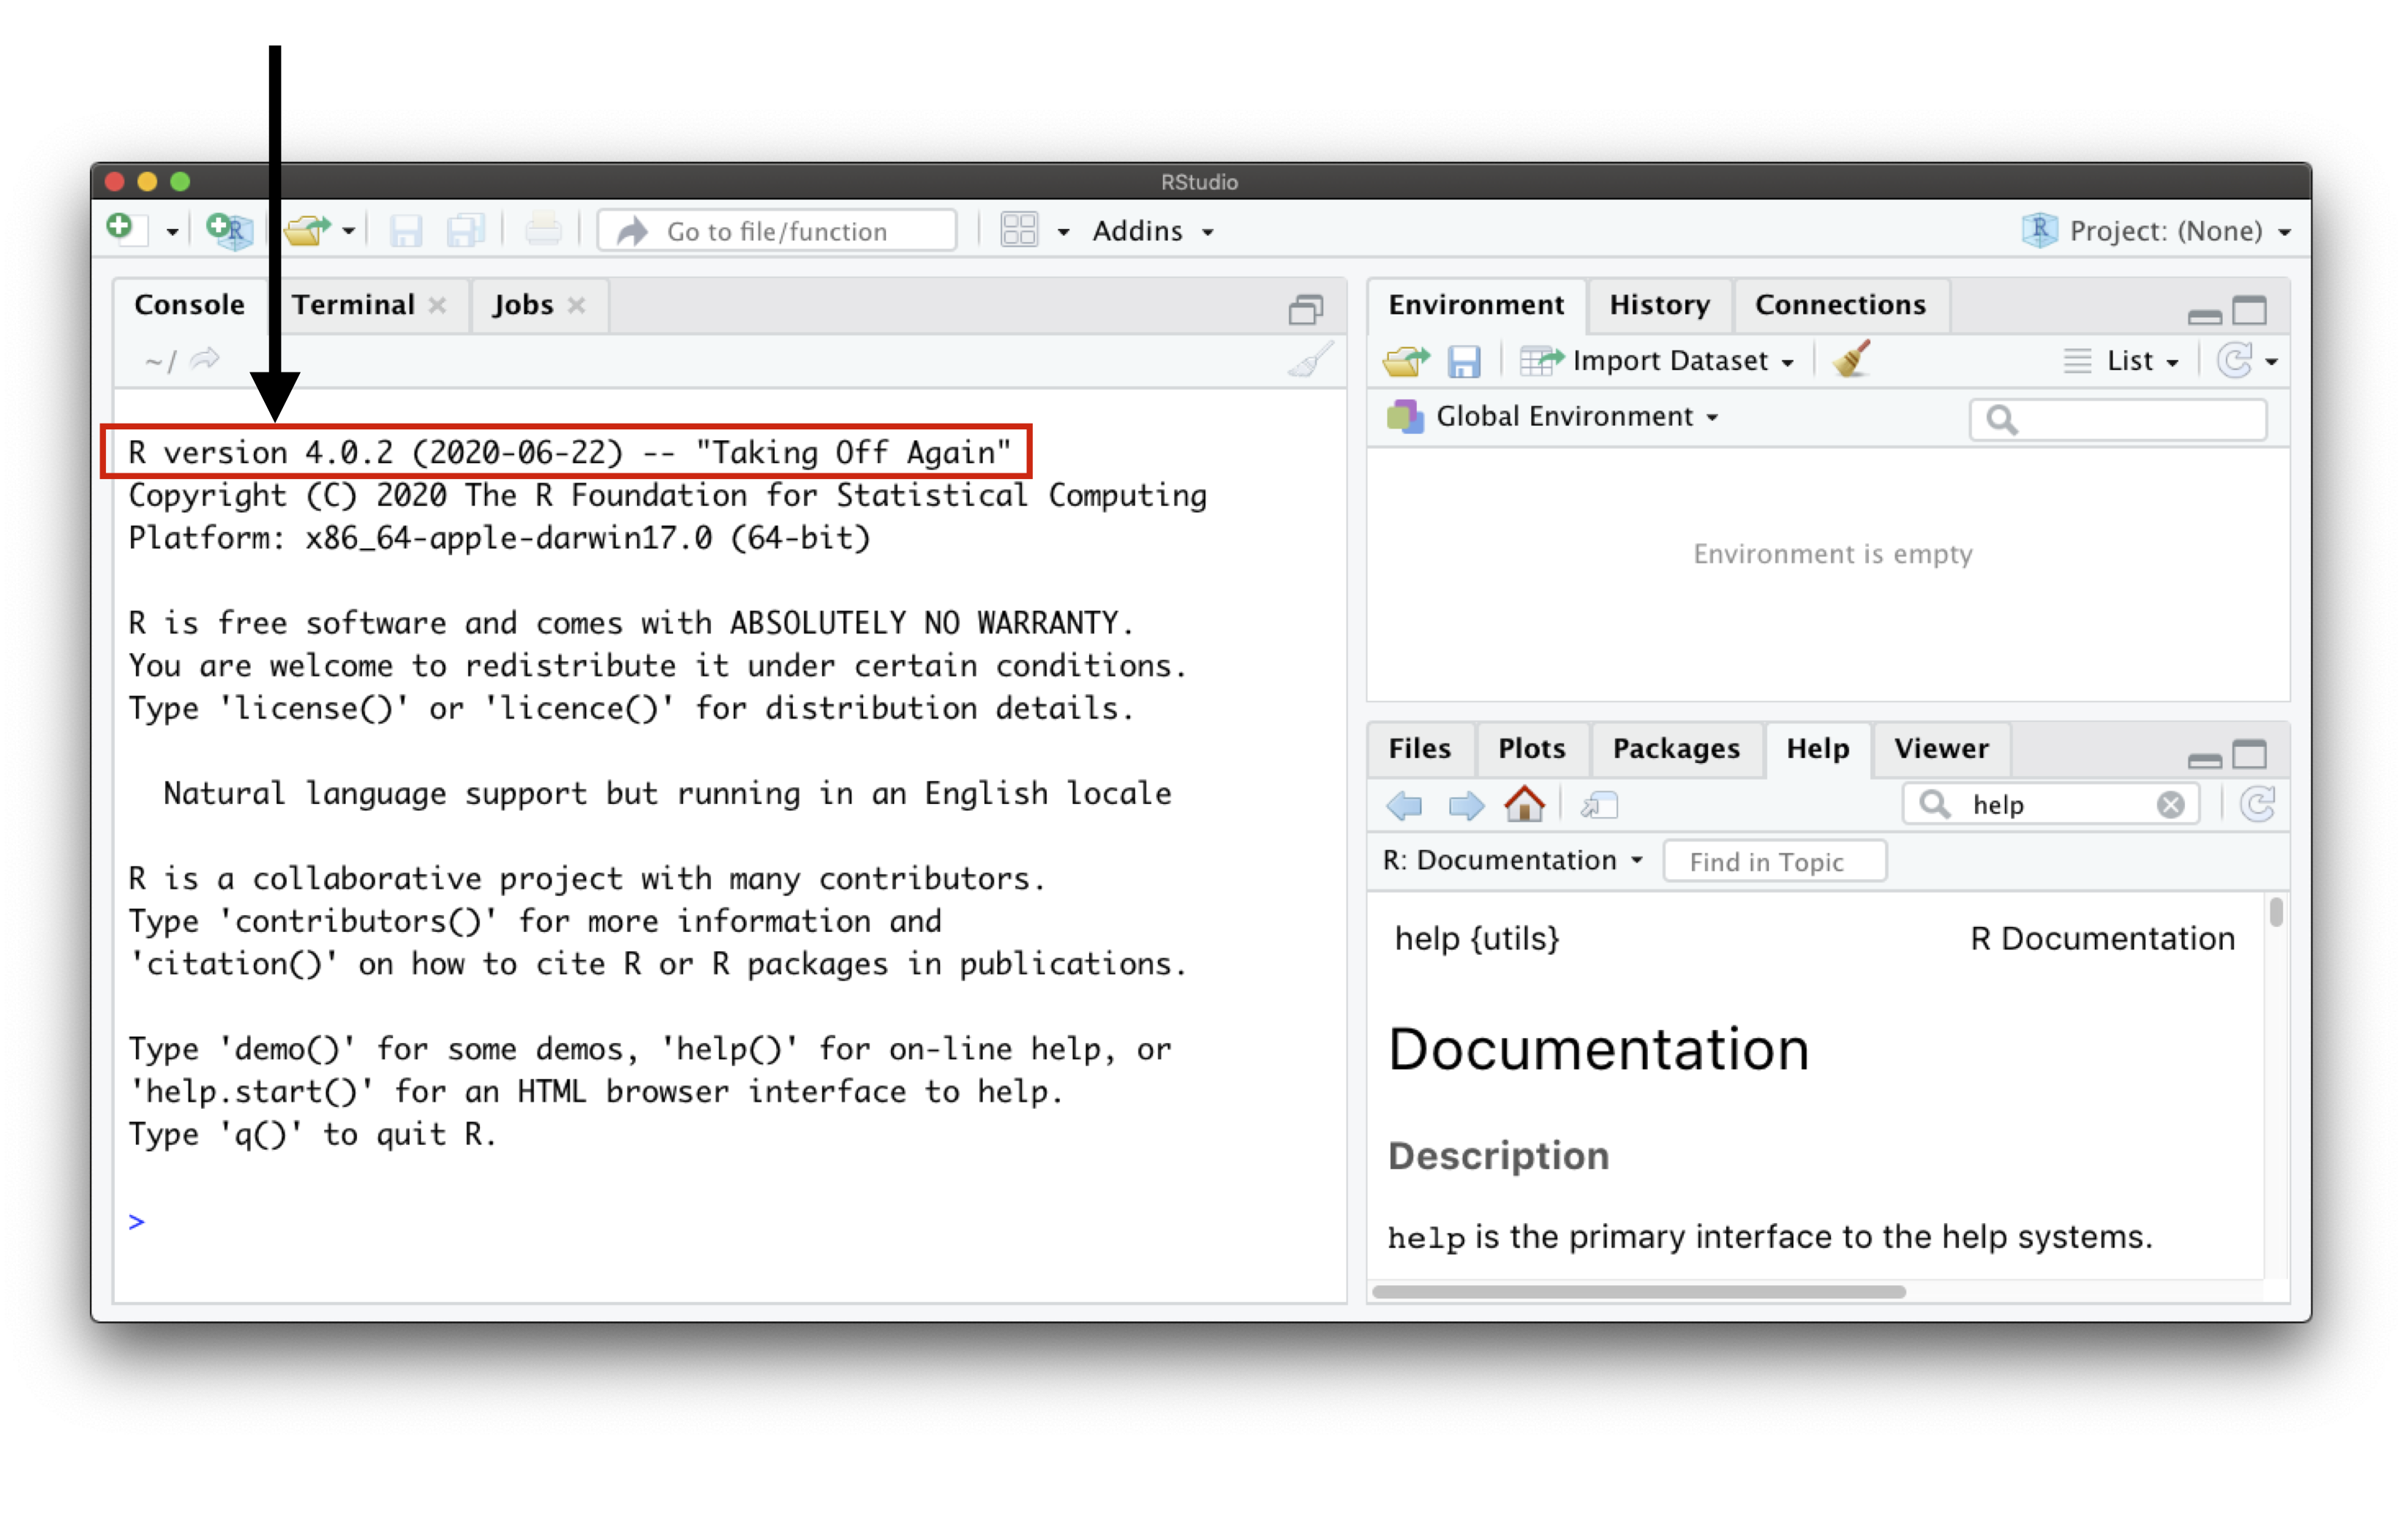 RStudio
Go to file/function
Addins
Project: (None)
Console
Terminal
Jobs
~/
R version 4.0.2 (2020-06-22) -- "Taking Off Again"
Copyright (C) 2020 The R Foundation for Statistical Computing
Platform: x86_64-apple-darwin17.0 (64-bit)
R is free software and comes with ABSOLUTELY NO WARRANTY.
You are welcome to redistribute it under certain conditions.
Type 'license()' or 'licence()' for distribution details.
Natural language support but running in an English locale
R is a collaborative project with many contributors.
Type 'contributors()' for more information and
'citation()' on how to cite R or R packages in publications.
Type 'demo()' for some demos, 'help()' for on-line help, or
'help.start()' for an HTML browser interface to help.
Type 'q()' to quit R.
>
Environment
History
Connections
Import Dataset
List
Global Environment
Environment is empty
Files
Plots
Packages
Help
Viewer
help
R: Documentation
Find in Topic
help {utils}
R Documentation
Documentation
Description
help is the primary interface to the help systems.